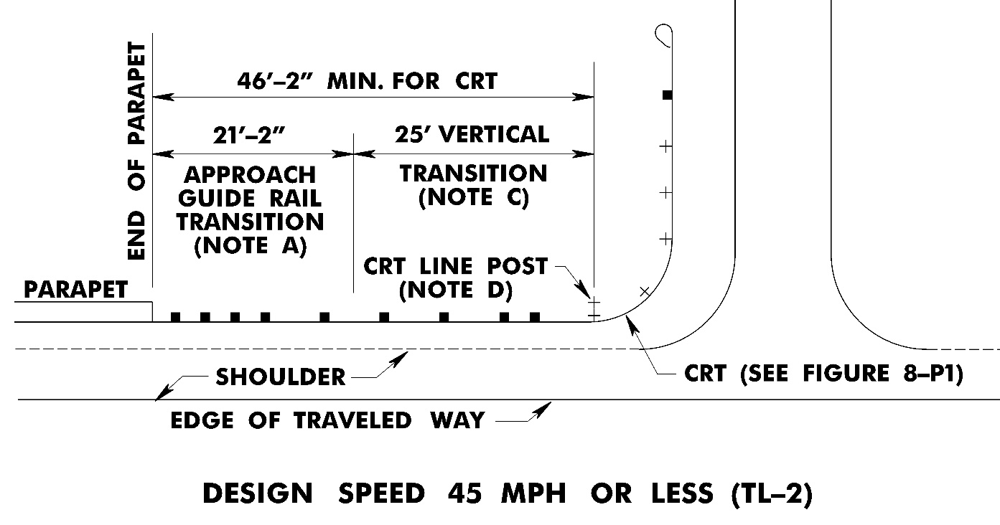 END OF PARAPET
46'–2" MIN. FOR CRT
21'–2"
25' VERTICAL
APPROACH
GUIDE RAIL
TRANSITION
(NOTE A)
TRANSITION
(NOTE C)
CRT LINE POST
(NOTE D)
PARAPET
SHOULDER
CRT (SEE FIGURE 8–P1)
EDGE OF TRAVELED WAY
DESIGN SPEED 45 MPH OR LESS (TL–2)